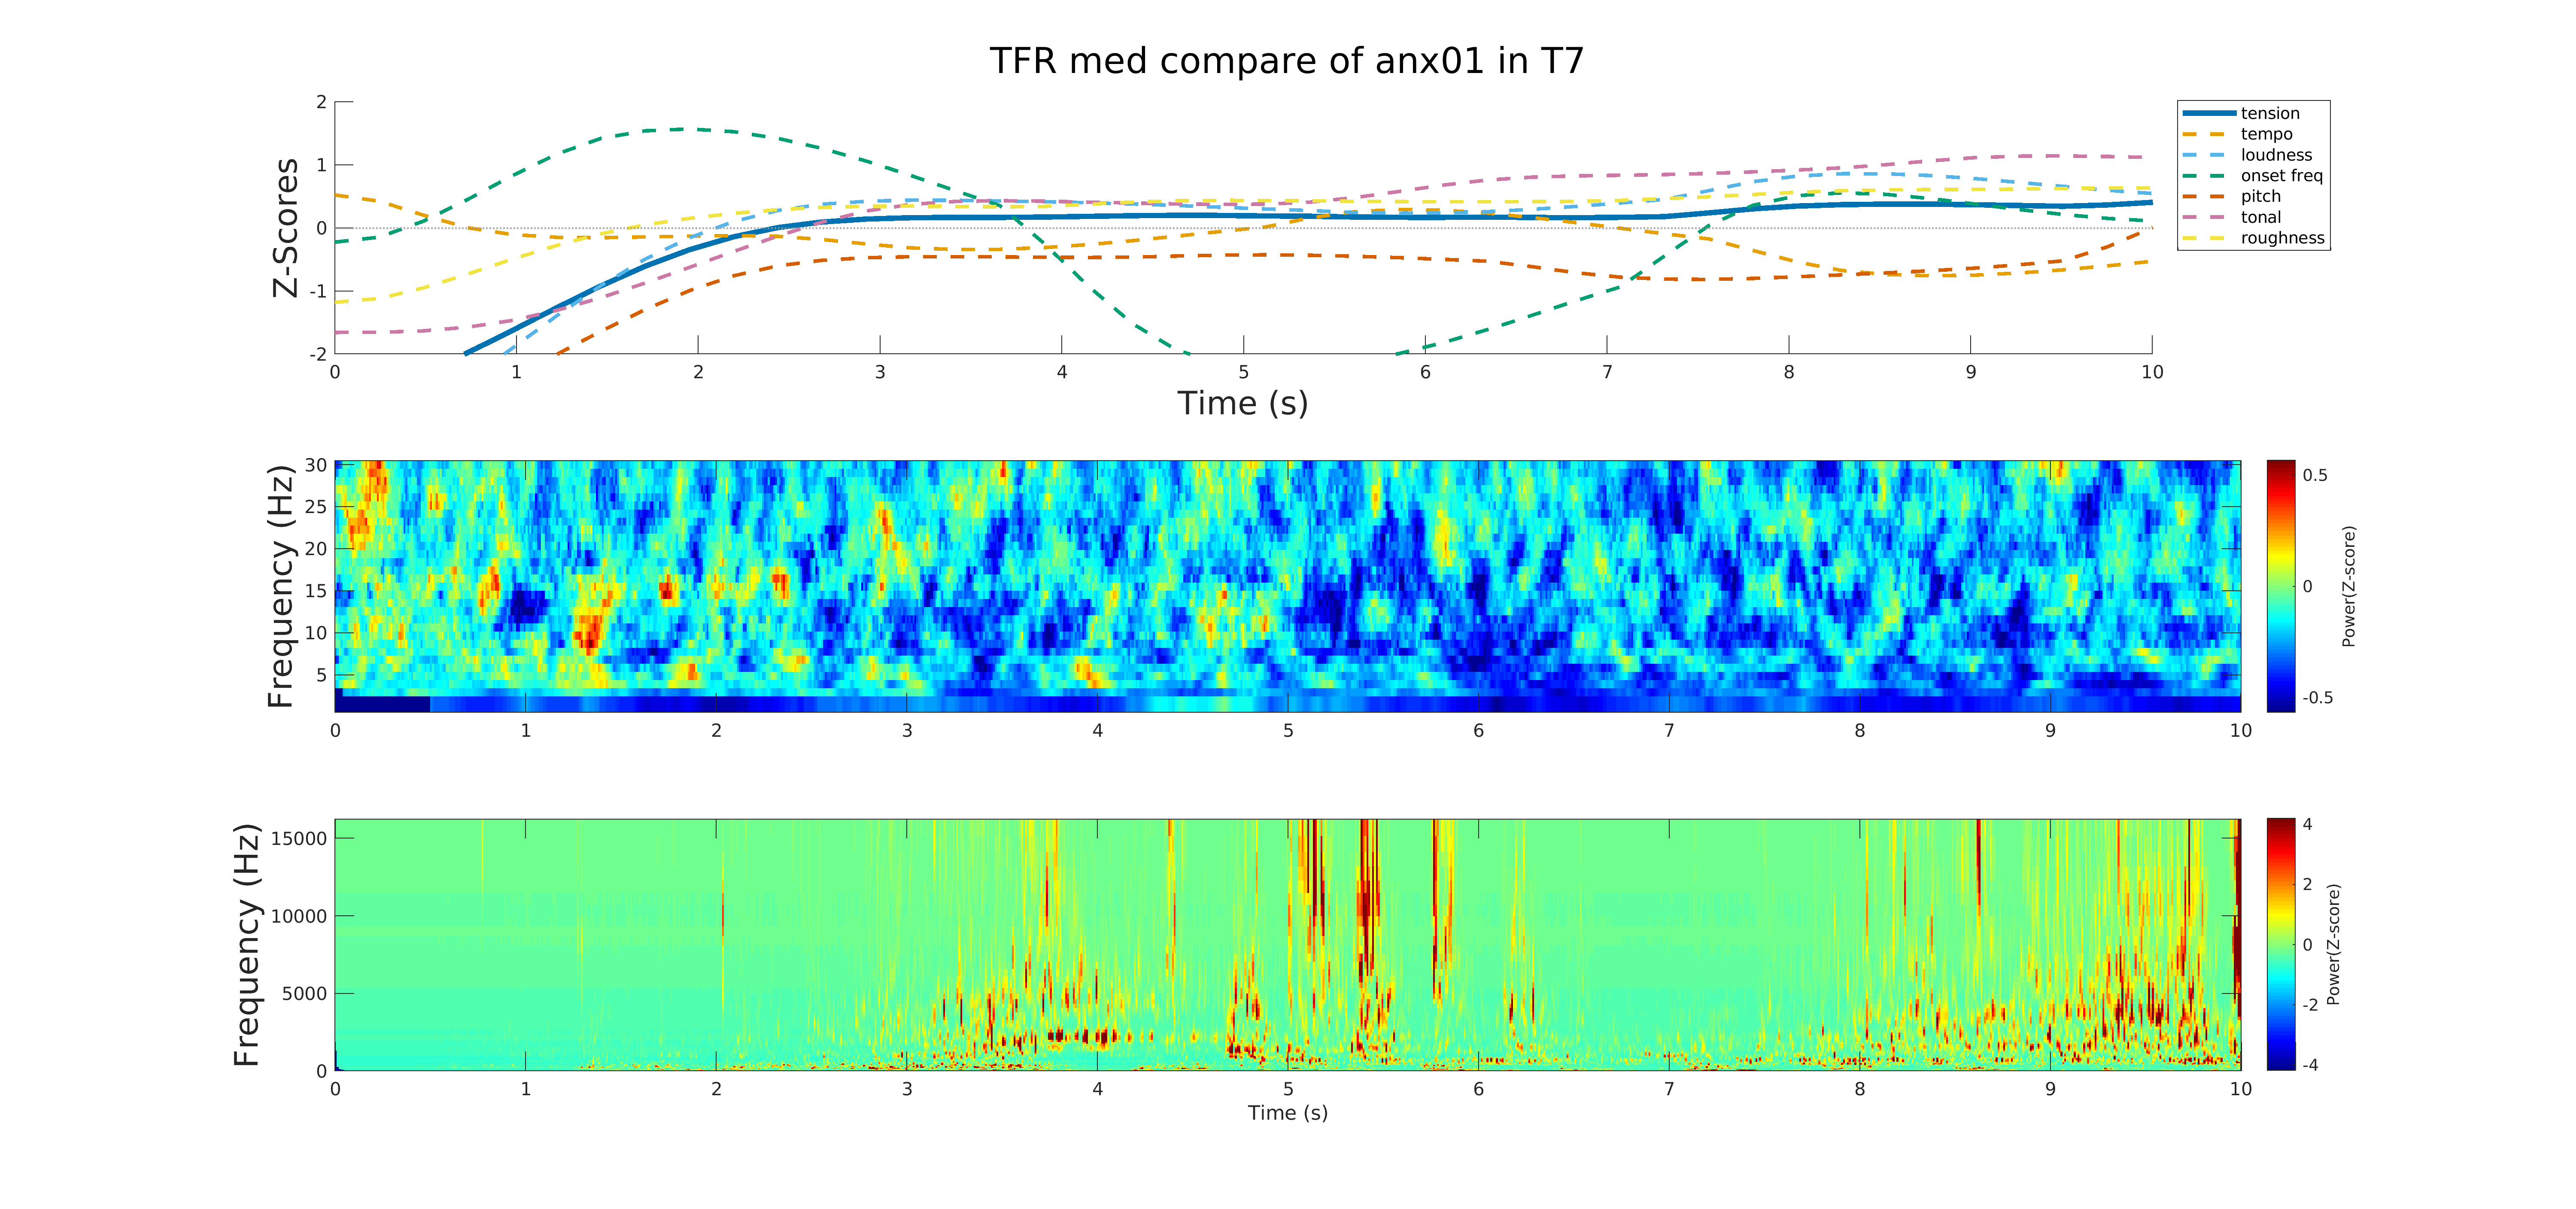 TFR med compare of anx01 in T7
Z-Scores
2
1
0
-1
-2
0 1 2 3 4 5 6 7 8 9 10
Time (s)
tension
tempo
loudness
onset freq
pitch
tonal
roughness
Frequency (Hz)
30
25
20
15
10
5
0 1 2 3 4 5 6 7 8 9 10
0.5
0
-0.5
Power(Z-score)
Frequency (Hz)
15000
10000
5000
0
0 1 2 3 4 5 6 7 8 9 10
Time (s)
4
2
0
-2
-4
Power(Z-score)